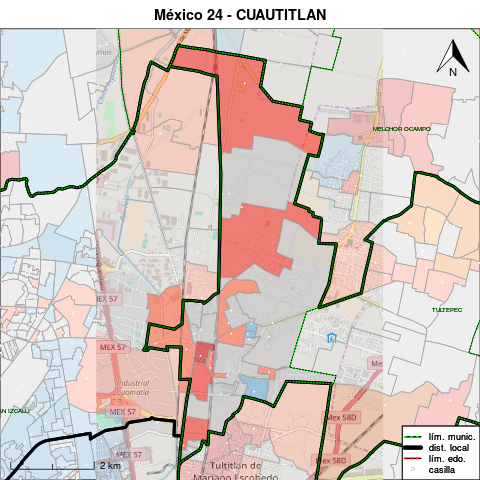 México 24 - CUAUTITLAN
N
MELCHOR OCAMPO
MEX 57
TULTEPEC
MEX 57
Me
Industrial
Cuamatla
AN IZCALLI
MEX 57
Mex 58D
MEX 57
Mex 58D
2 km
Tultitlán de
Mariano Escobedo
lím. munic.
dist. local
lím. edo.
casilla